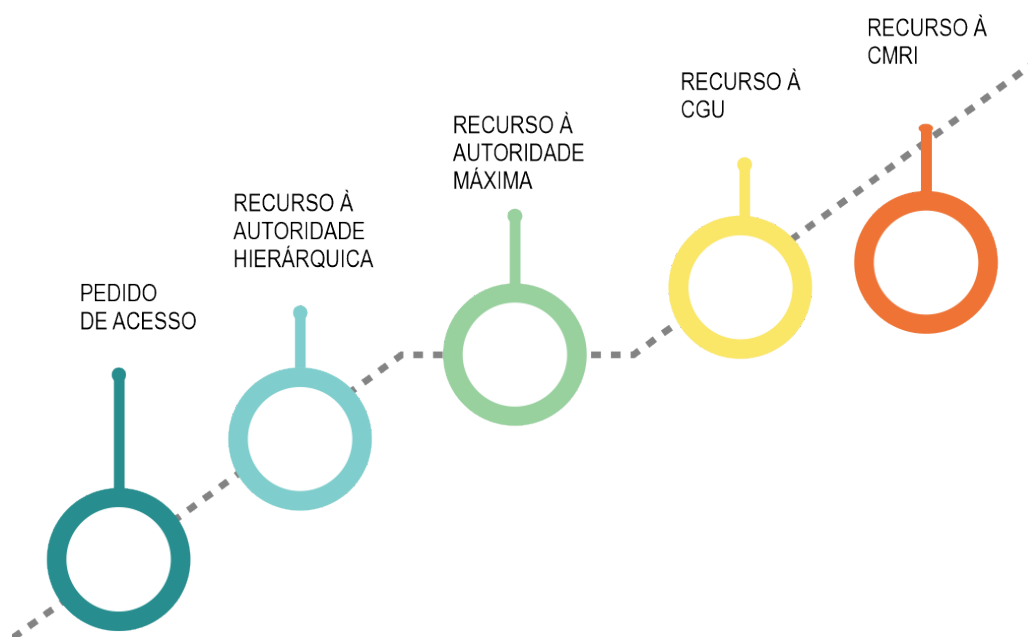 PEDIDO
DE ACESSO
RECURSO À
AUTORIDADE
HIERÁRQUICA
RECURSO À
AUTORIDADE
MÁXIMA
RECURSO À
CGU
RECURSO À
CMRI